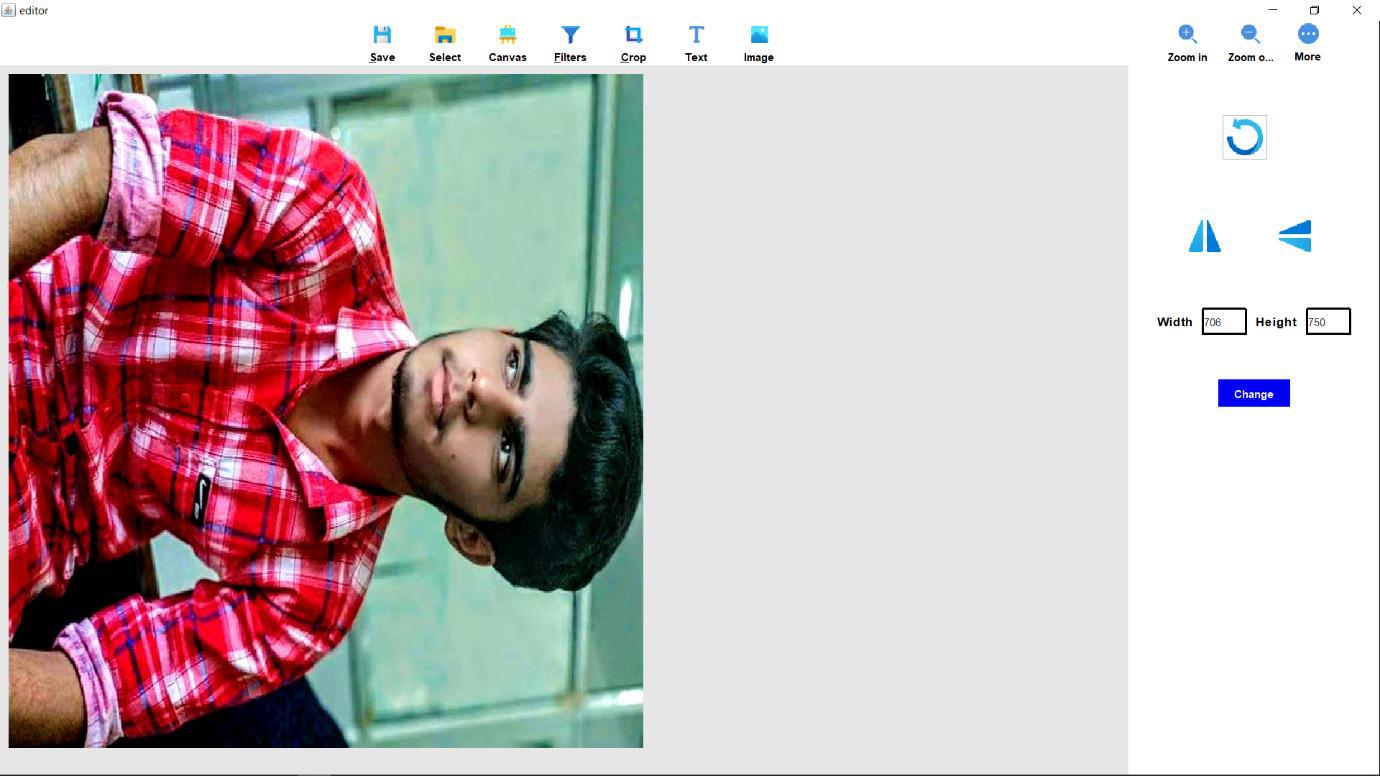 editor
Save Select Canvas Filters Crop Text Image Zoom in Zoom o... More
Width 706 Height 750
Change